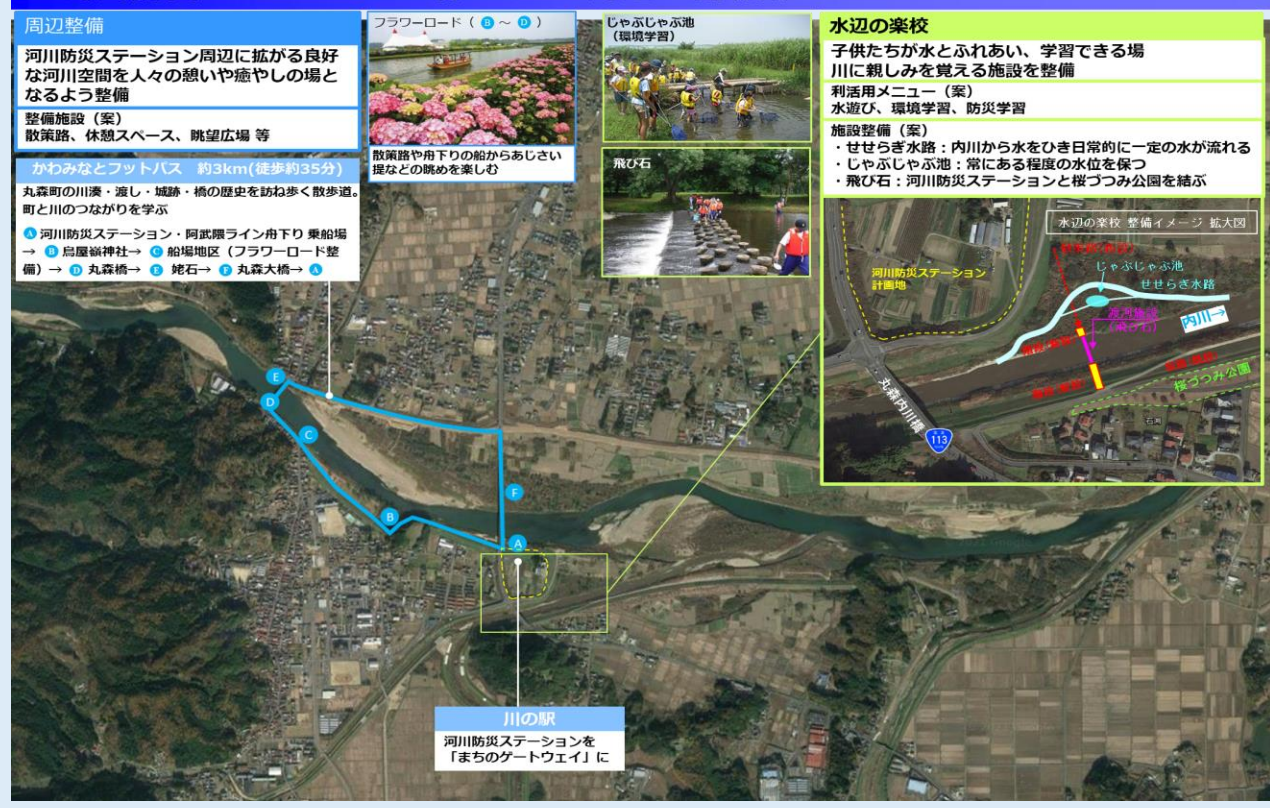 周辺整備
河川防災ステーション周辺に拡がる良好
な河川空間を人々の憩いや癒やしの場と
なるよう整備
整備施設（案）
散策路、休憩スペース、眺望広場 等
かわみなとフットパス 約3km(徒歩約35分)
丸森町の川湊・渡し・城跡・橋の歴史を訪ね歩く散歩道。
町と川のつながりを学ぶ
A 河川防災ステーション・阿武隈ライン舟下り 乗船場
→ B 鳥屋嶺神社→ C 船場地区（フラワーロード整
備）→ D 丸森橋→ E 姥石→ F 丸森大橋→ A
フラワーロード（ B ～ D ）
散策路や舟下りの船からあじさい
堤などの眺めを楽しむ
じゃぶじゃぶ池
（環境学習）
飛び石
水辺の楽校
子供たちが水とふれあい、学習できる場
川に親しみを覚える施設を整備
利活用メニュー（案）
水遊び、環境学習、防災学習
施設整備（案）
・せせらぎ水路：内川から水をひき日常的に一定の水が流れる
・じゃぶじゃぶ池：常にある程度の水位を保つ
・飛び石：河川防災ステーションと桜づつみ公園を結ぶ
水辺の楽校 整備イメージ 拡大図
河川防災ステーション
計画地
じゃぶじゃぶ池
せせらぎ水路
渡河施設
(飛び石)
内川→
桜づつみ公園
丸森内川橋
113
石河
E
D
C
F
B
A
川の駅
河川防災ステーションを
「まちのゲートウェイ」に